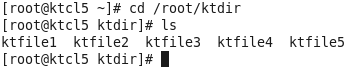 [root@ktcl5 ~]# cd /root/ktdir
[root@ktcl5 ktdir]# ls
ktfile1  ktfile2  ktfile3  ktfile4  ktfile5
[root@ktcl5 ktdir]#